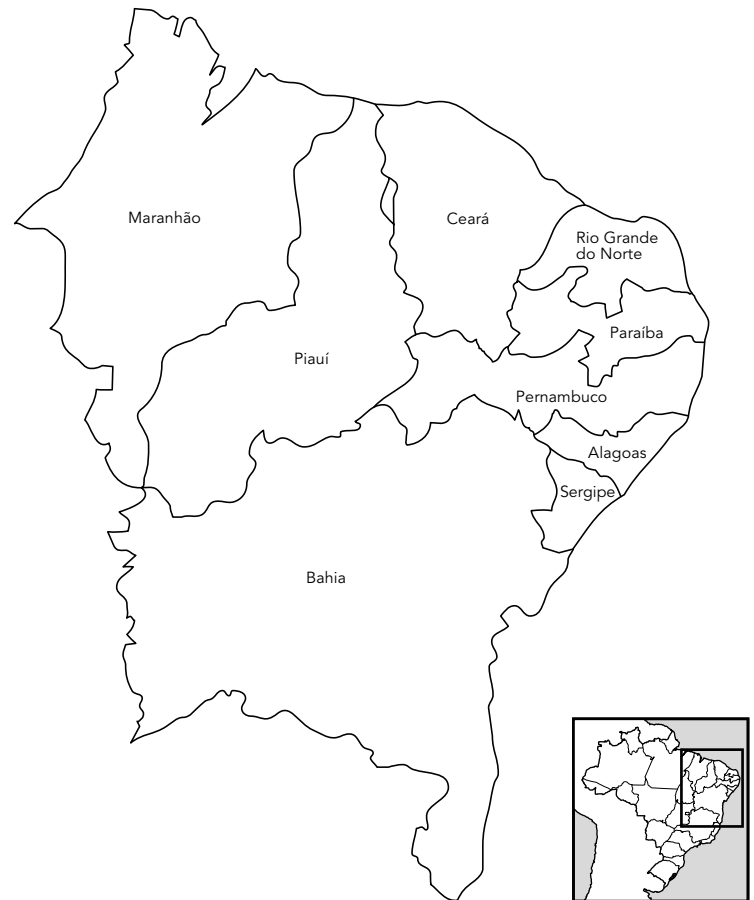 Maranhão
Ceará
Rio Grande
do Norte
Paraíba
Piauí
Pernambuco
Alagoas
Sergipe
Bahia